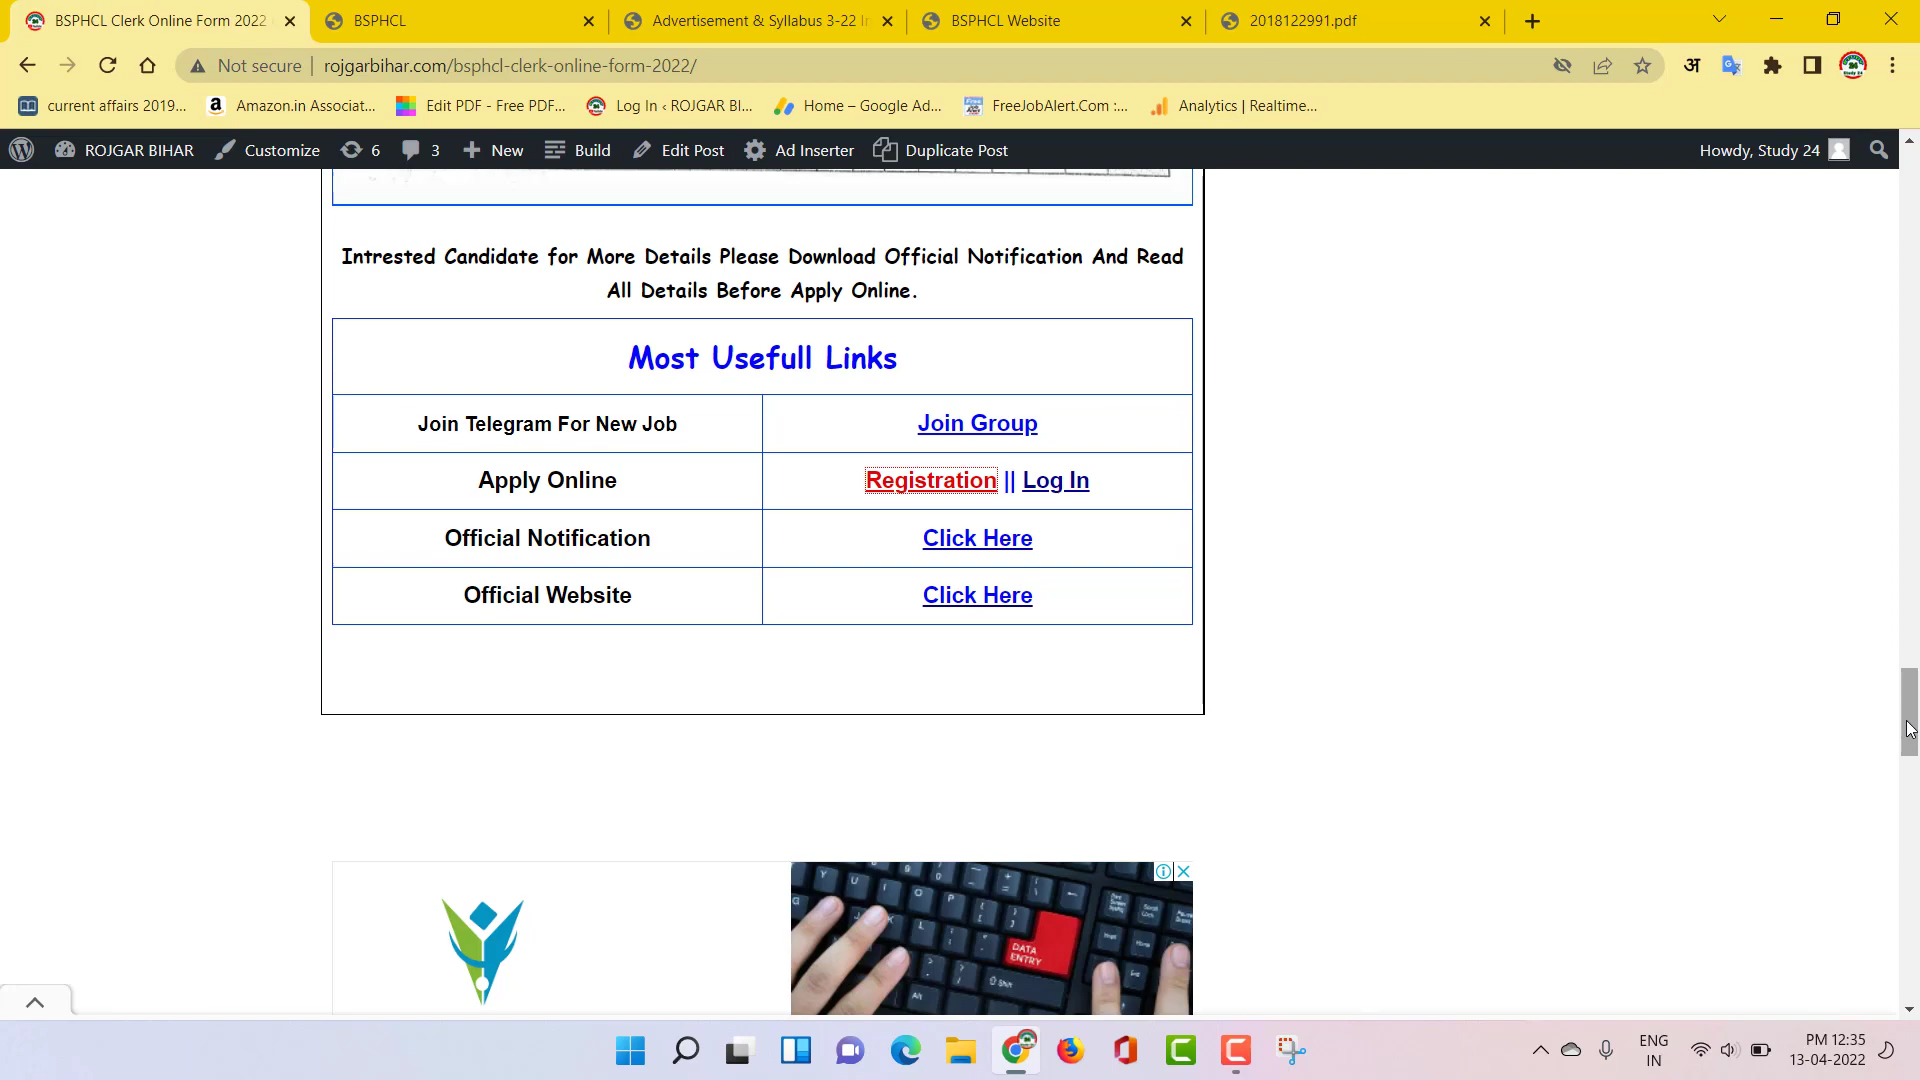 BSPHCL Clerk Online Form 2022
BSPHCL
Advertisement & Syllabus 3-22
BSPHCL Website
2018122991.pdf
Not secure
rojgarbihar.com/bsphcl-clerk-online-form-2022/
अ
current affairs 2019...
Amazon.in Associat...
Edit PDF - Free PDF...
Log In ‹ ROJGAR BI...
Home – Google Ad...
FreeJobAlert.Com :...
Analytics | Realtime...
ROJGAR BIHAR
Customize
6
3
New
Build
Edit Post
Ad Inserter
Duplicate Post
Howdy, Study 24
Intrested Candidate for More Details Please Download Official Notification And Read
All Details Before Apply Online.
Most Usefull Links
Join Telegram For New Job
Join Group
Apply Online
Registration || Log In
Official Notification
Click Here
Official Website
Click Here
DATA
ENTRY
Shift
Alt
ENG
IN
PM 12:35
13-04-2022